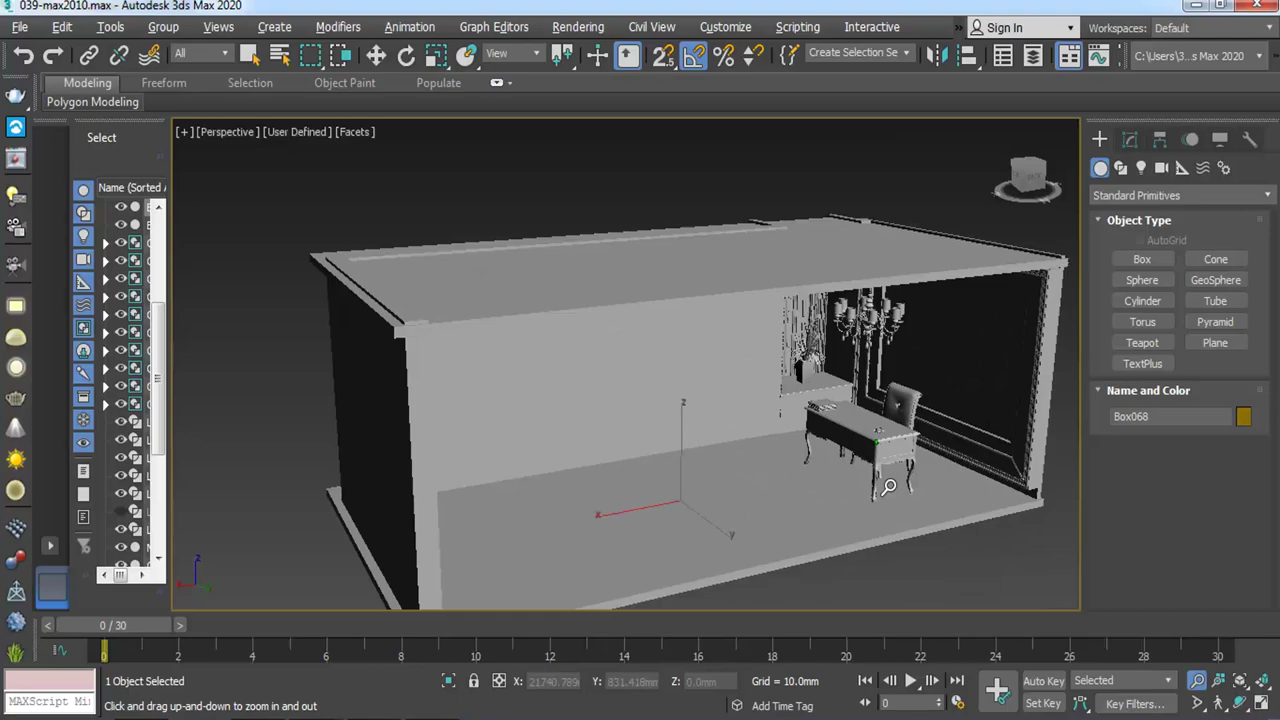 039-max2010.max - Autodesk 3ds Max 2020
File Edit Tools Group Views Create Modifiers Animation Graph Editors Rendering Civil View Customize Scripting Interactive » Sign In Workspaces: Default
All View Create Selection Se C:\Users\3...s Max 2020
Modeling Freeform Selection Object Paint Populate
Polygon Modeling
Select
Name (Sorted A
[ + ] [Perspective ] [User Defined ] [Facets ]
Standard Primitives
Object Type
AutoGrid
Box Cone
Sphere GeoSphere
Cylinder Tube
Torus Pyramid
Teapot Plane
TextPlus
Name and Color
Box068
z
x
y
z
0 / 30
0 2 4 6 8 10 12 14 16 18 20 22 24 26 28 30
1 Object Selected X: 21740.789 Y: 831.418mm Z: 0.0mm Grid = 10.0mm Auto Key Selected
MAXScript Mi Click and drag up-and-down to zoom in and out Add Time Tag 0 Set Key Key Filters...